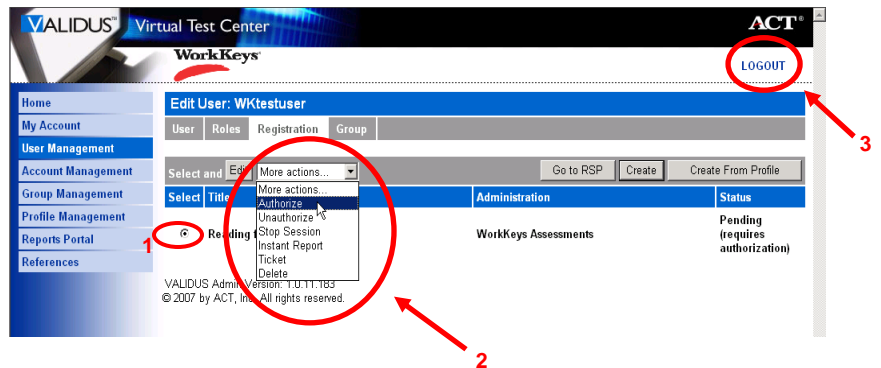 VALIDUS™ Virtual Test Center ACT®
WorkKeys®
LOGOUT
3
Home
My Account
User Management
Account Management
Group Management
Profile Management
Reports Portal
References
Edit User: WKtestuser
User Roles Registration Group
Select and Edit More actions... Go to RSP Create Create From Profile
Select Title Administration Status
More actions...
Authorize
Unauthorize
Stop Session
Instant Report
Ticket
Delete
1
Reading WorkKeys Assessments Pending
(requires
authorization)
VALIDUS Admin Version: 1.0.11.183
© 2007 by ACT, Inc. All rights reserved.
2